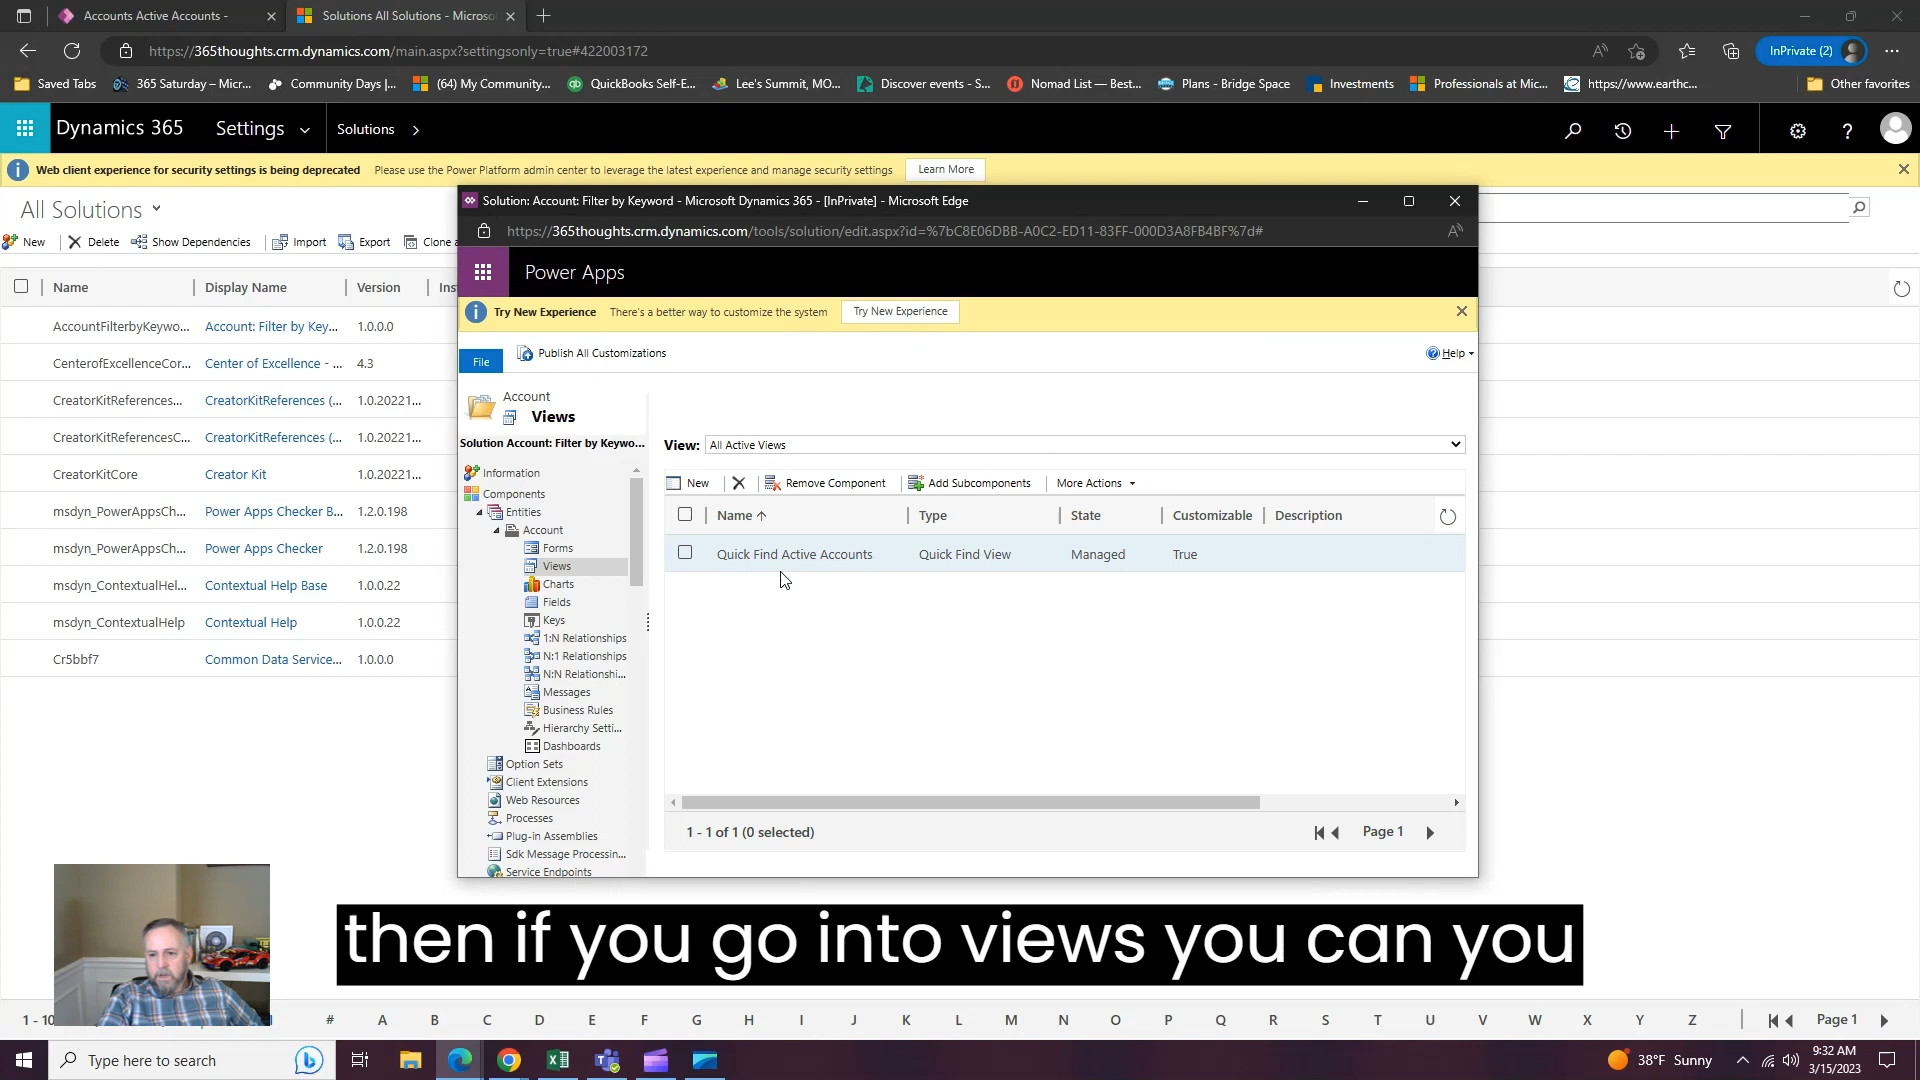 Accounts Active Accounts -
Solutions All Solutions - Microso
https://365thoughts.crm.dynamics.com/main.aspx?settingsonly=true#422003172
InPrivate (2)
Saved Tabs
365 Saturday – Micr...
Community Days |...
(64) My Community...
QuickBooks Self-E...
Lee's Summit, MO...
Discover events - S...
Nomad List — Best...
Plans - Bridge Space
Investments
Professionals at Mic...
https://www.earthc...
Other favorites
Dynamics 365
Settings
Solutions
Web client experience for security settings is being deprecated
Please use the Power Platform admin center to leverage the latest experience and manage security settings
Learn More
All Solutions
New
Delete
Show Dependencies
Import
Export
Clone a
Name
Display Name
Version
Ins
AccountFilterbyKeywo... Account: Filter by Key... 1.0.0.0
CenterofExcellenceCor... Center of Excellence - ... 4.3
CreatorKitReferences... CreatorKitReferences (... 1.0.20221...
CreatorKitReferencesC... CreatorKitReferences (... 1.0.20221...
CreatorKitCore Creator Kit 1.0.20221...
msdyn_PowerAppsCh... Power Apps Checker B... 1.2.0.198
msdyn_PowerAppsCh... Power Apps Checker 1.2.0.198
msdyn_ContextualHel... Contextual Help Base 1.0.0.22
msdyn_ContextualHelp Contextual Help 1.0.0.22
Cr5bbf7 Common Data Service... 1.0.0.0
Solution: Account: Filter by Keyword - Microsoft Dynamics 365 - [InPrivate] - Microsoft Edge
https://365thoughts.crm.dynamics.com/tools/solution/edit.aspx?id=%7bC8E06DBB-A0C2-ED11-83FF-000D3A8FB4BF%7d#
Power Apps
Try New Experience
There's a better way to customize the system
Try New Experience
File
Publish All Customizations
Help
Account
Views
Solution Account: Filter by Keywo...
Information
Components
Entities
Account
Forms
Views
Charts
Fields
Keys
1:N Relationships
N:1 Relationships
N:N Relationshi...
Messages
Business Rules
Hierarchy Setti...
Dashboards
Option Sets
Client Extensions
Web Resources
Processes
Plug-in Assemblies
Sdk Message Processin...
Service Endpoints
View: All Active Views
New
Remove Component
Add Subcomponents
More Actions
Name
Type
State
Customizable
Description
Quick Find Active Accounts Quick Find View Managed True
1 - 1 of 1 (0 selected)
Page 1
then if you go into views you can you
1 - 10
# A B C D E F G H I J K L M N O P Q R S T U V W X Y Z
Page 1
Type here to search
38°F Sunny
9:32 AM
3/15/2023